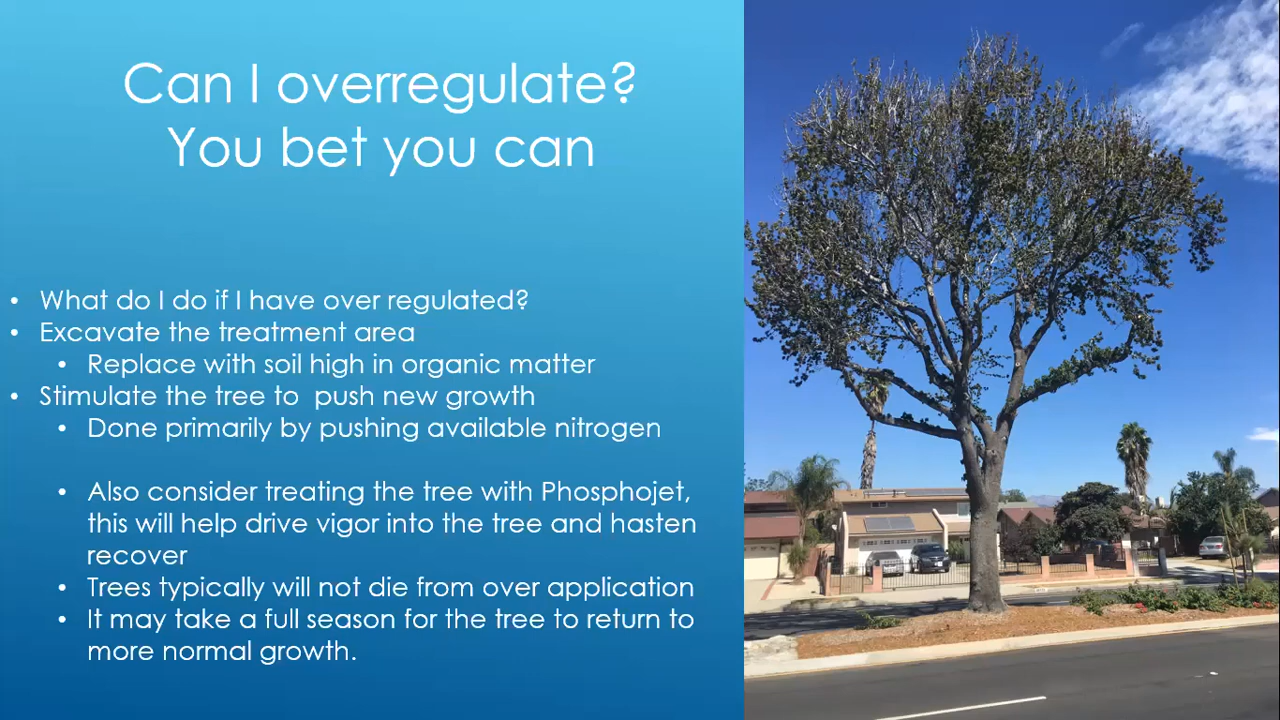 Can I overregulate?
You bet you can
• What do I do if I have over regulated?
• Excavate the treatment area
• Replace with soil high in organic matter
• Stimulate the tree to  push new growth
• Done primarily by pushing available nitrogen
• Also consider treating the tree with Phosphojet,
this will help drive vigor into the tree and hasten
recover
• Trees typically will not die from over application
• It may take a full season for the tree to return to
more normal growth.